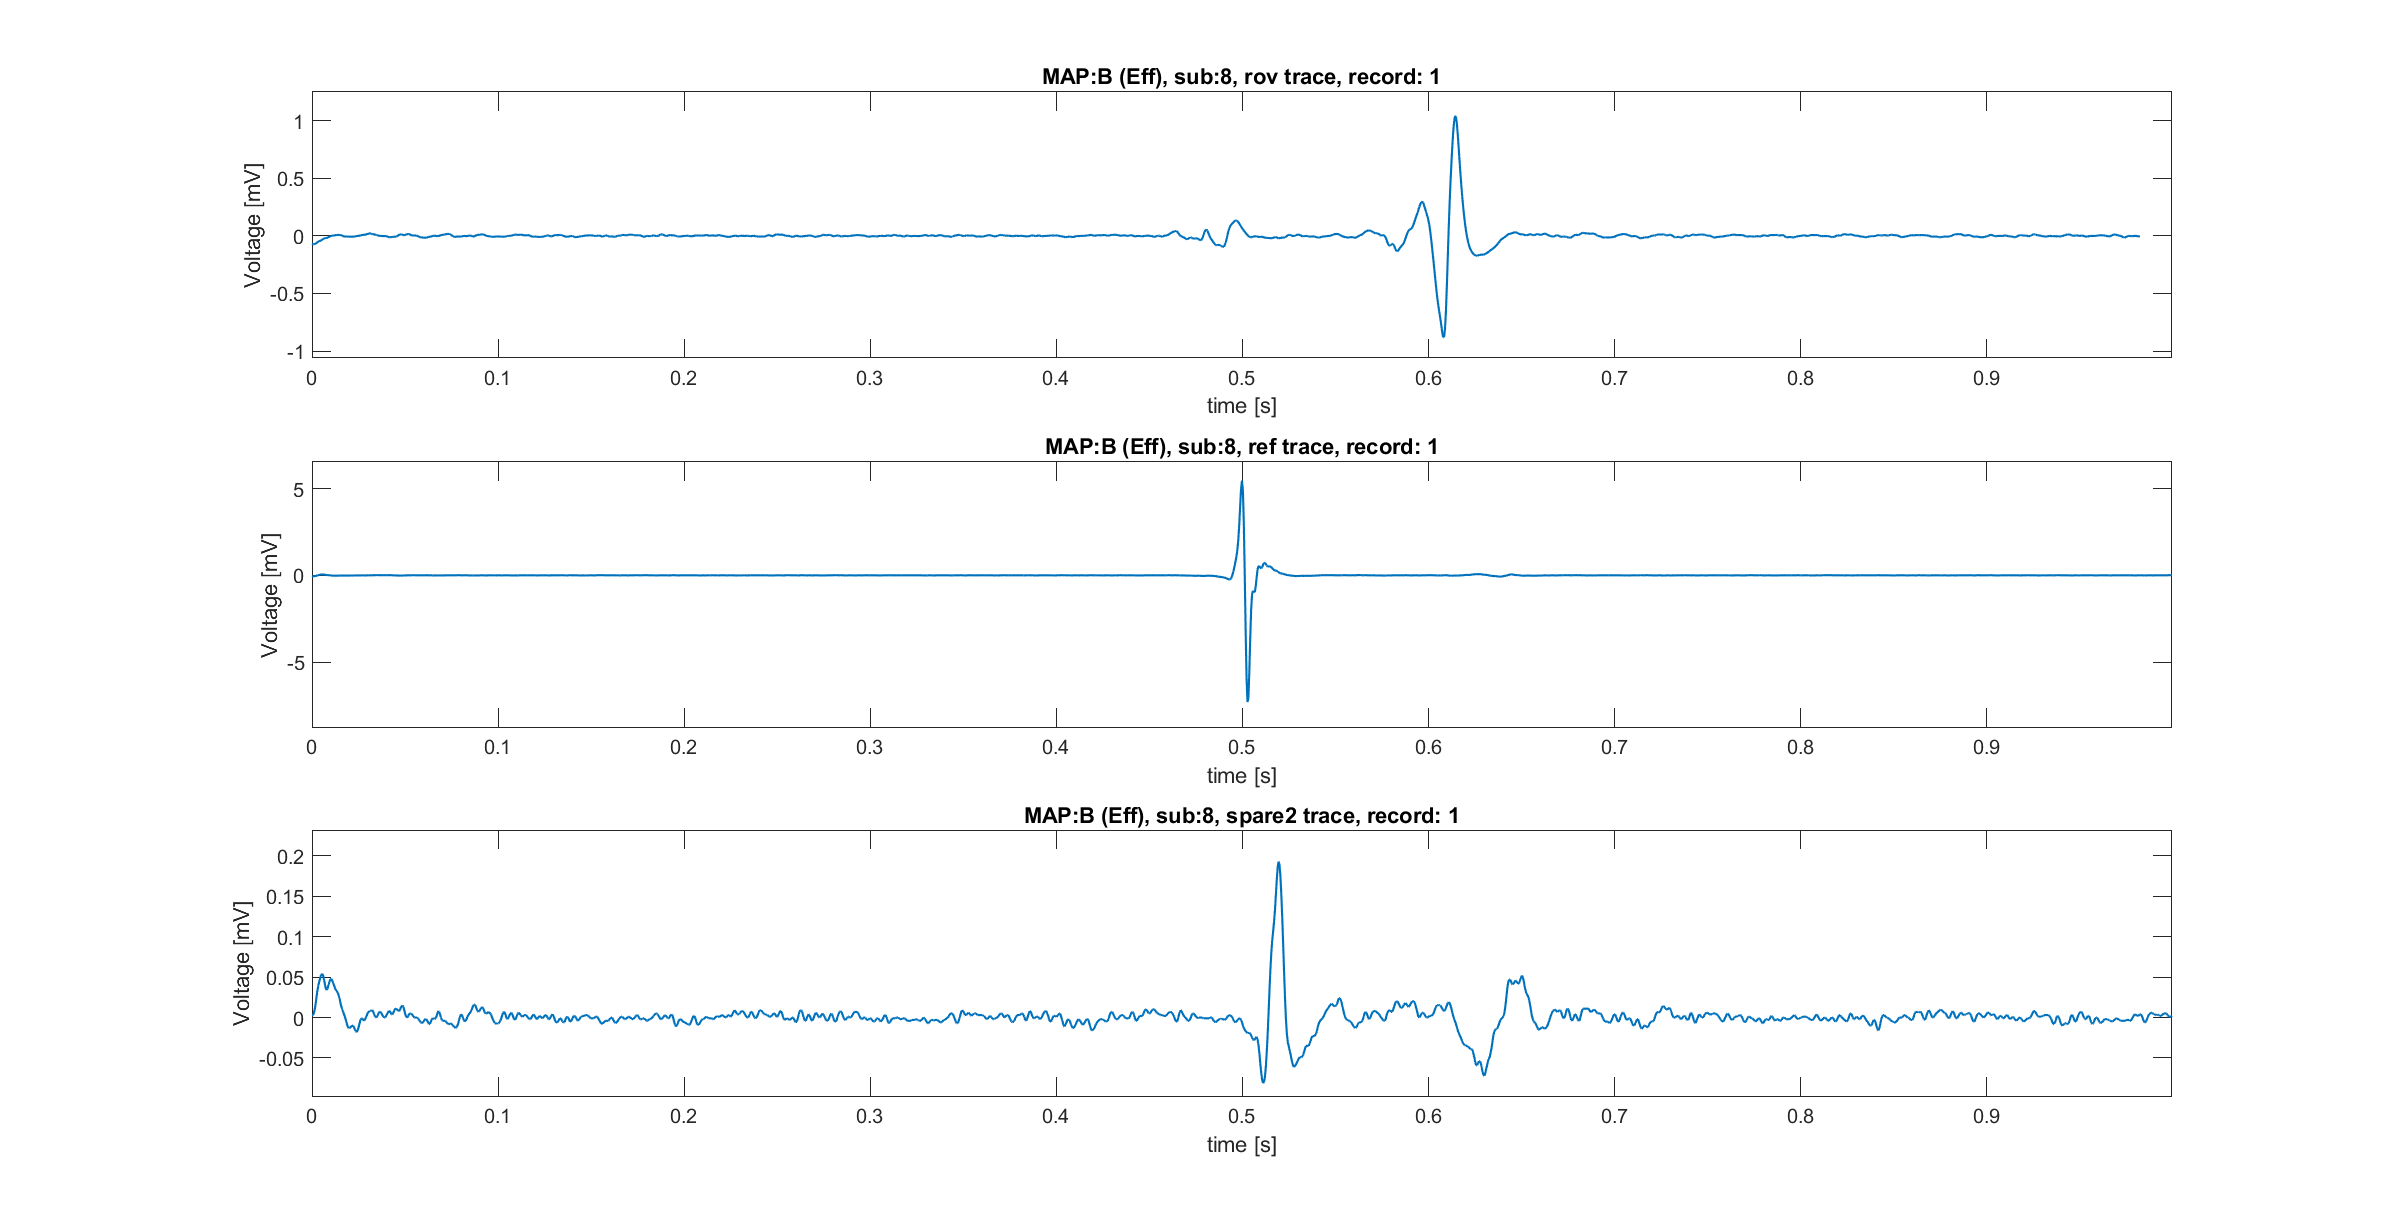 MAP:B (Eff), sub:8, rov trace, record: 1
Voltage [mV]
1
0.5
0
-0.5
-1
0 0.1 0.2 0.3 0.4 0.5 0.6 0.7 0.8 0.9
time [s]
MAP:B (Eff), sub:8, ref trace, record: 1
Voltage [mV]
5
0
-5
0 0.1 0.2 0.3 0.4 0.5 0.6 0.7 0.8 0.9
time [s]
MAP:B (Eff), sub:8, spare2 trace, record: 1
Voltage [mV]
0.2
0.15
0.1
0.05
0
-0.05
0 0.1 0.2 0.3 0.4 0.5 0.6 0.7 0.8 0.9
time [s]